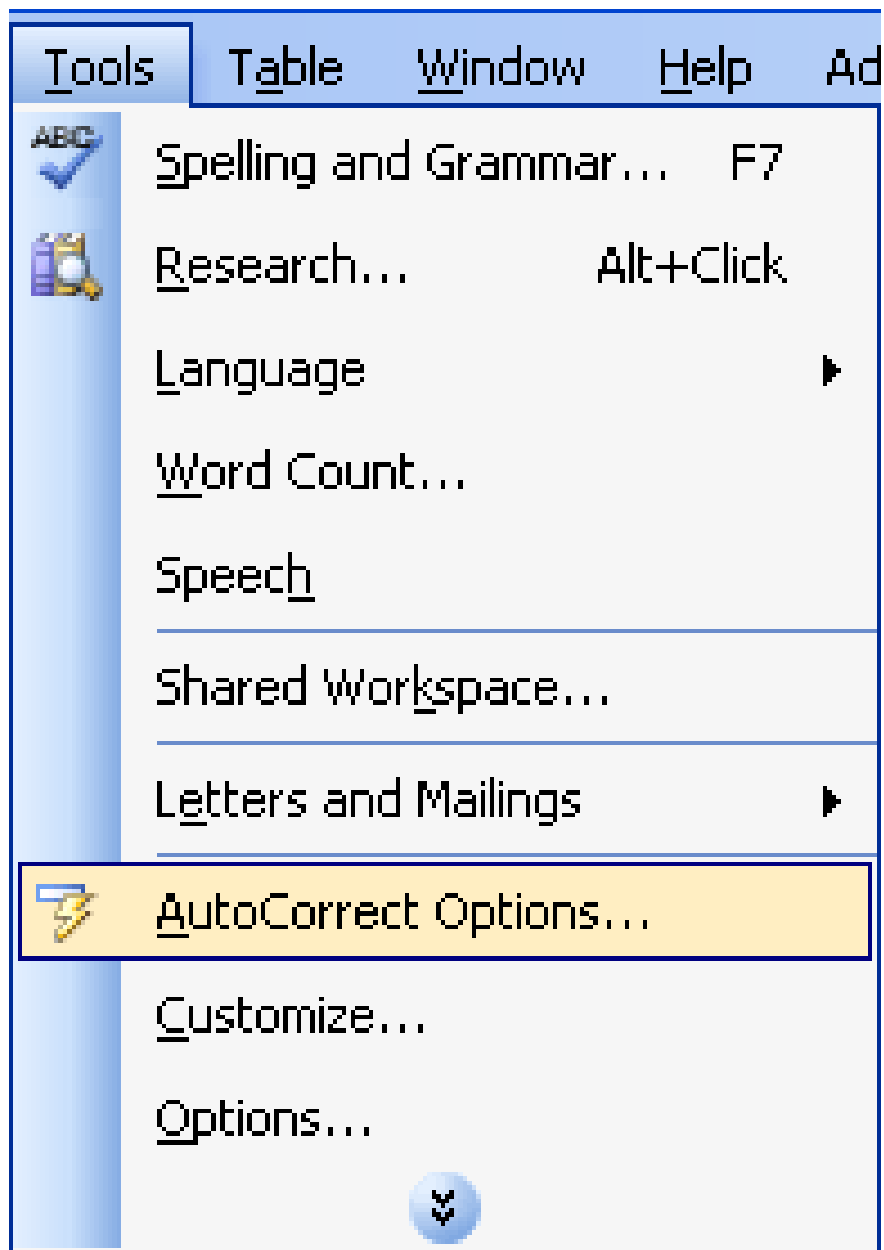 Tools Table Window Help Ad
ABC
Spelling and Grammar... F7
Research... Alt+Click
Language
Word Count...
Speech
Shared Workspace...
Letters and Mailings
AutoCorrect Options...
Customize...
Options...